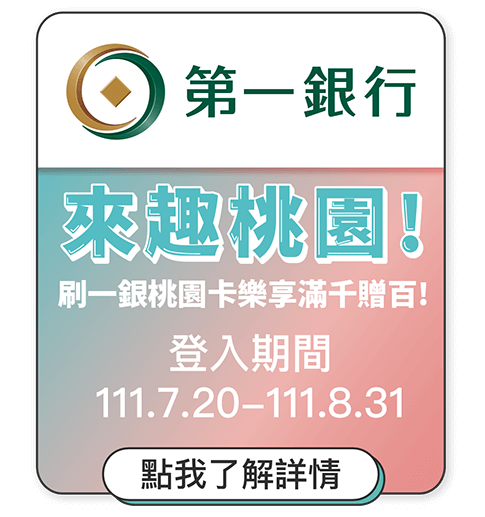 第一銀行
來趣桃園!
刷一銀桃園卡樂享滿千贈百!
登入期間
111.7.20-111.8.31
點我了解詳情